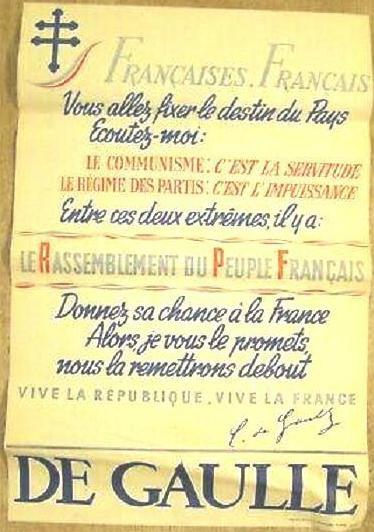 FRANÇAISES. FRANÇAIS
Vous allez fixer le destin du Pays
Ecoutez-moi:
LE COMMUNISME: C'EST LA SERVITUDE
LE RÉGIME DES PARTIS: C'EST L'IMPUISSANCE
Entre ces deux extrêmes, il y a:
LE RASSEMBLEMENT DU PEUPLE FRANÇAIS
Donnez sa chance à la France
Alors, je vous le promets,
nous la remettrons debout
VIVE LA RÉPUBLIQUE. VIVE LA FRANCE
C. de Gaulle
DE GAULLE